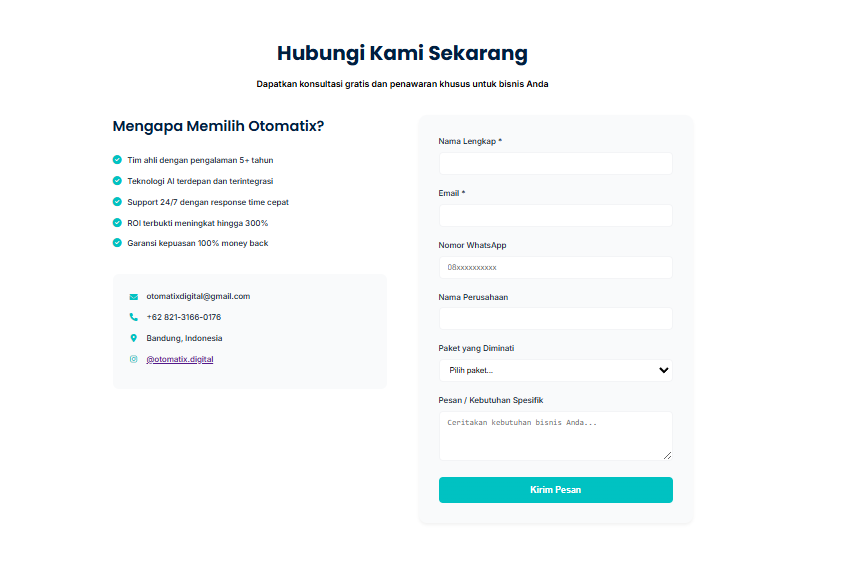 Hubungi Kami Sekarang
Dapatkan konsultasi gratis dan penawaran khusus untuk bisnis Anda
Mengapa Memilih Otomatix?
Tim ahli dengan pengalaman 5+ tahun
Teknologi AI terdepan dan terintegrasi
Support 24/7 dengan response time cepat
ROI terbukti meningkat hingga 300%
Garansi kepuasan 100% money back
otomatixdigital@gmail.com
+62 821-3166-0176
Bandung, Indonesia
@otomatix.digital
Nama Lengkap *
Email *
Nomor WhatsApp
08xxxxxxxxxx
Nama Perusahaan
Paket yang Diminati
Pilih paket...
Pesan / Kebutuhan Spesifik
Ceritakan kebutuhan bisnis Anda...
Kirim Pesan